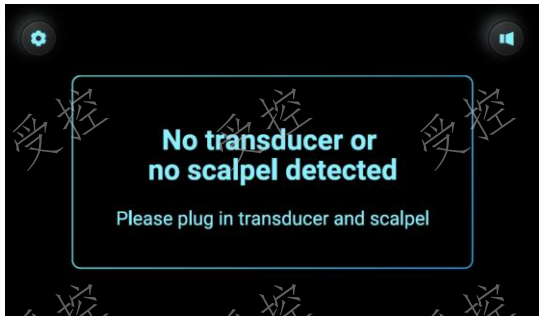 No transducer or
no scalpel detected
Please plug in transducer and scalpel
受控
受控
受控
受控
受控
受控